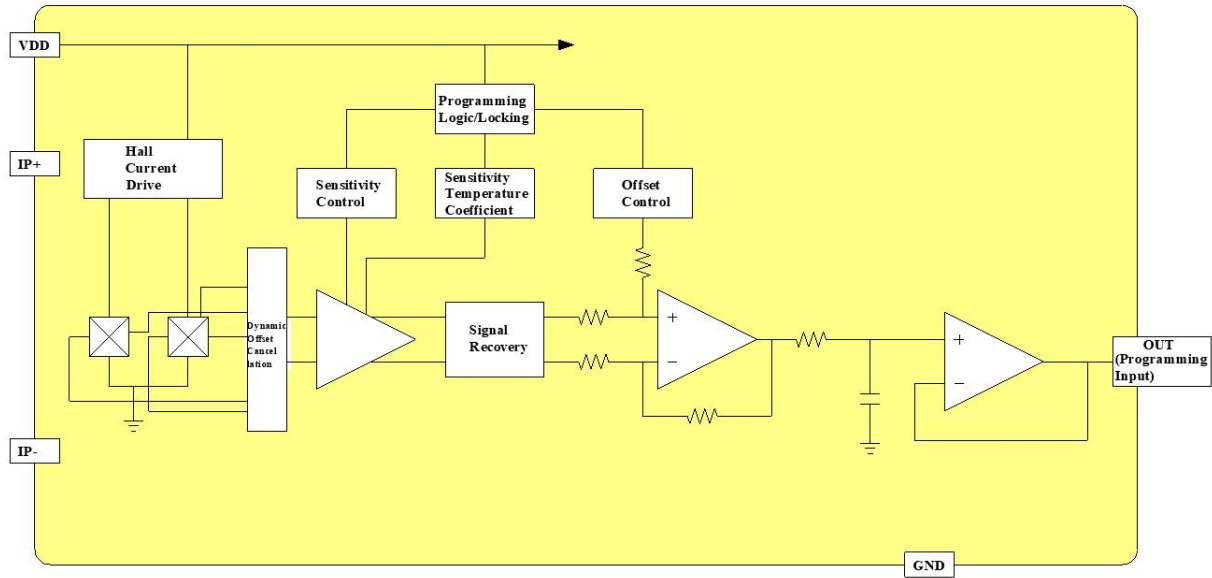 VDD
Programming
Logic/Locking
IP+
Hall
Current
Drive
Sensitivity
Control
Sensitivity
Temperature
Coefficient
Offset
Control
Dynamic
Offset
Cancel
lation
Signal
Recovery
+
−
+
−
OUT
(Programming
Input)
IP-
GND